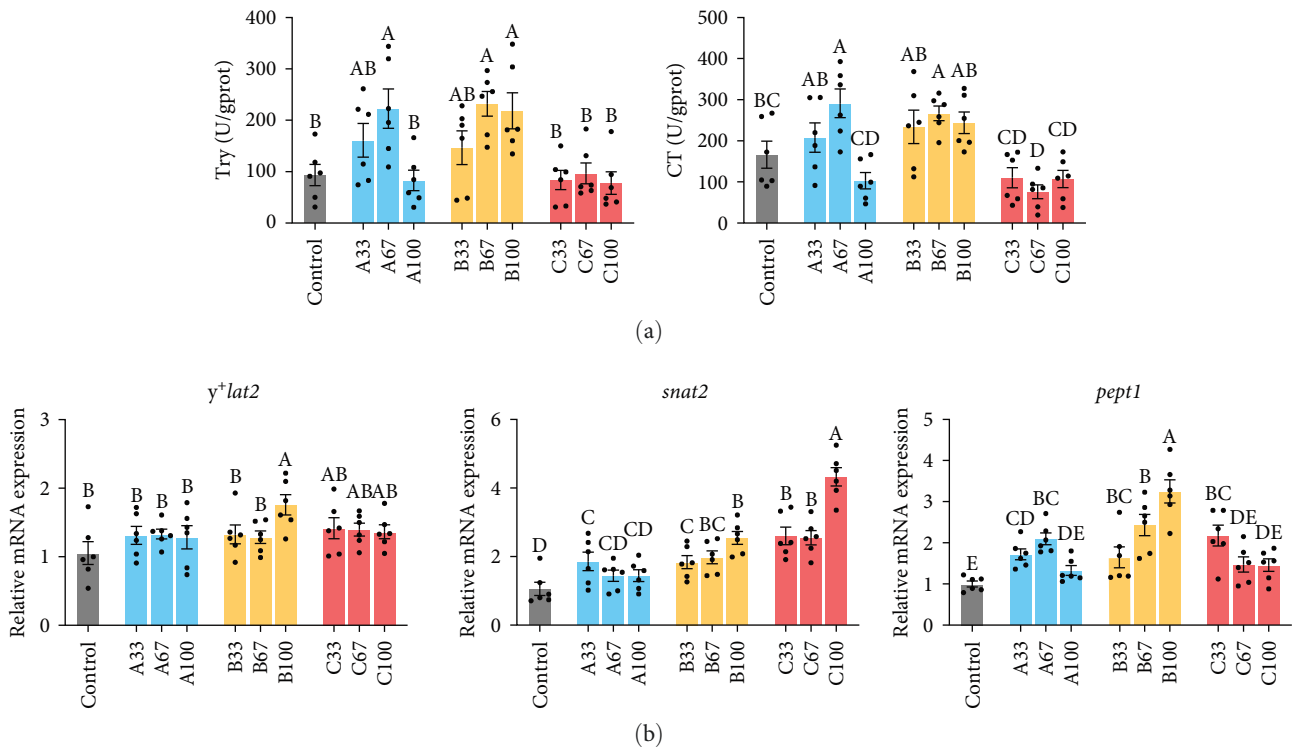 Try (U/gprot)
400
300
200
100
0
B
AB
A
B
AB
A
A
B
B
B
Control
A33
A67
A100
B33
B67
B100
C33
C67
C100
CT (U/gprot)
500
400
300
200
100
0
BC
AB
A
CD
AB
A
AB
CD
D
CD
Control
A33
A67
A100
B33
B67
B100
C33
C67
C100
(a)
y⁺lat2
Relative mRNA expression
3
2
1
0
B
B
B
B
B
B
A
AB
AB
AB
Control
A33
A67
A100
B33
B67
B100
C33
C67
C100
snat2
Relative mRNA expression
6
4
2
0
D
C
CD
CD
C
BC
B
B
B
A
Control
A33
A67
A100
B33
B67
B100
C33
C67
C100
pept1
Relative mRNA expression
5
4
3
2
1
0
E
CD
BC
DE
BC
B
A
BC
DE
DE
Control
A33
A67
A100
B33
B67
B100
C33
C67
C100
(b)